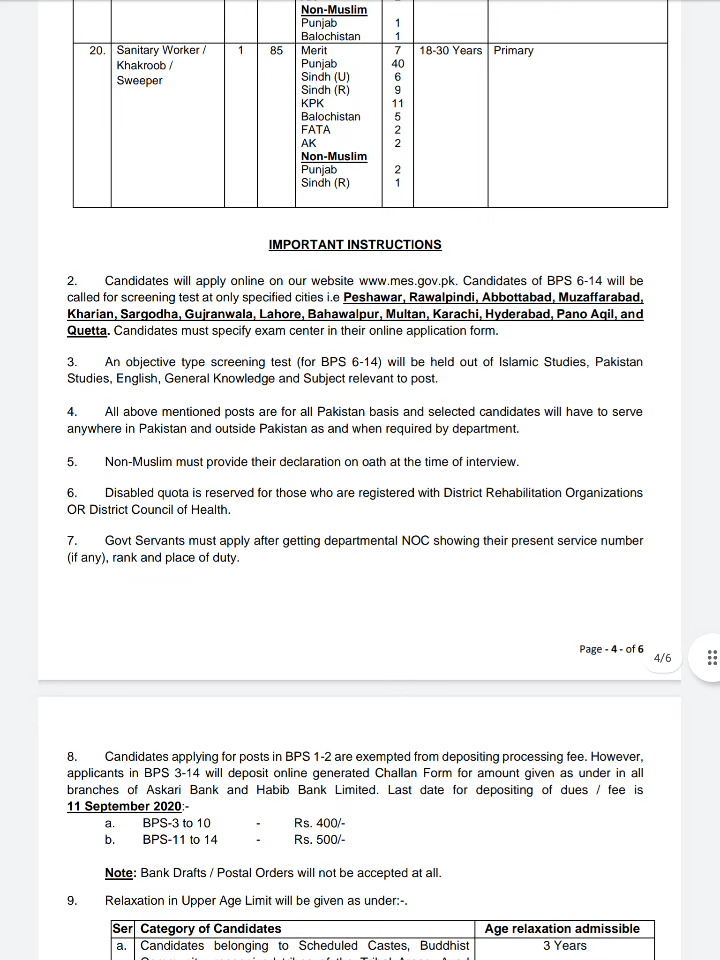 Non-Muslim
Punjab 1
Balochistan 1
20. Sanitary Worker / 1 85 Merit 7 18-30 Years Primary
Khakroob / Punjab 40
Sweeper Sindh (U) 6
Sindh (R) 9
KPK 11
Balochistan 5
FATA 2
AK 2
Non-Muslim
Punjab 2
Sindh (R) 1
IMPORTANT INSTRUCTIONS
2. Candidates will apply online on our website www.mes.gov.pk. Candidates of BPS 6-14 will be
called for screening test at only specified cities i.e Peshawar, Rawalpindi, Abbottabad, Muzaffarabad,
Kharian, Sargodha, Gujranwala, Lahore, Bahawalpur, Multan, Karachi, Hyderabad, Pano Aqil, and
Quetta. Candidates must specify exam center in their online application form.
3. An objective type screening test (for BPS 6-14) will be held out of Islamic Studies, Pakistan
Studies, English, General Knowledge and Subject relevant to post.
4. All above mentioned posts are for all Pakistan basis and selected candidates will have to serve
anywhere in Pakistan and outside Pakistan as and when required by department.
5. Non-Muslim must provide their declaration on oath at the time of interview.
6. Disabled quota is reserved for those who are registered with District Rehabilitation Organizations
OR District Council of Health.
7. Govt Servants must apply after getting departmental NOC showing their present service number
(if any), rank and place of duty.
Page - 4 - of 6
4/6
8. Candidates applying for posts in BPS 1-2 are exempted from depositing processing fee. However,
applicants in BPS 3-14 will deposit online generated Challan Form for amount given as under in all
branches of Askari Bank and Habib Bank Limited. Last date for depositing of dues / fee is
11 September 2020:-
a. BPS-3 to 10 - Rs. 400/-
b. BPS-11 to 14 - Rs. 500/-
Note: Bank Drafts / Postal Orders will not be accepted at all.
9. Relaxation in Upper Age Limit will be given as under:-.
Ser Category of Candidates Age relaxation admissible
a. Candidates belonging to Scheduled Castes, Buddhist 3 Years